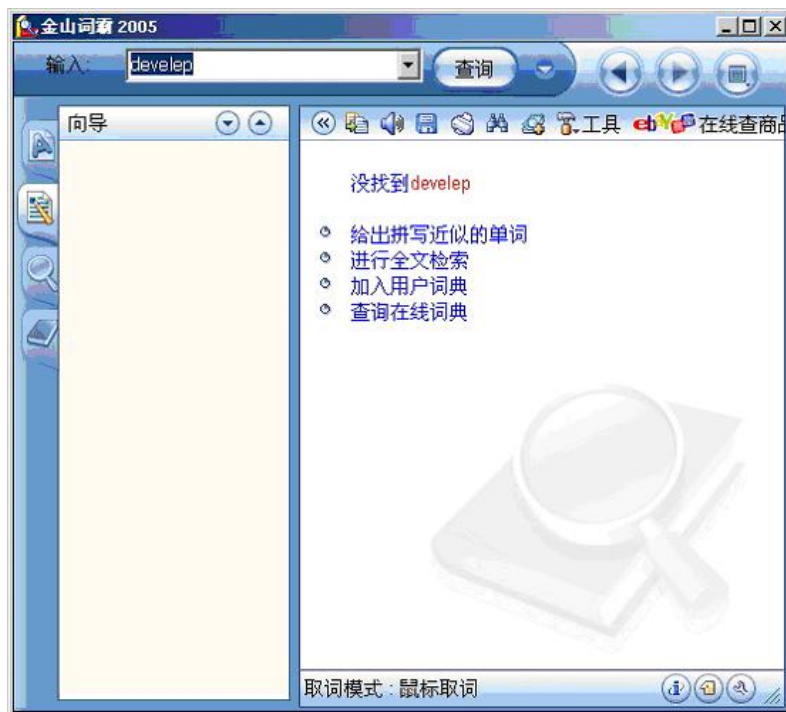 金山词霸 2005
输入: develep 查询
向导
工具 ebY 在线查商品
没找到develep
给出拼写近似的单词
进行全文检索
加入用户词典
查询在线词典
取词模式 : 鼠标取词